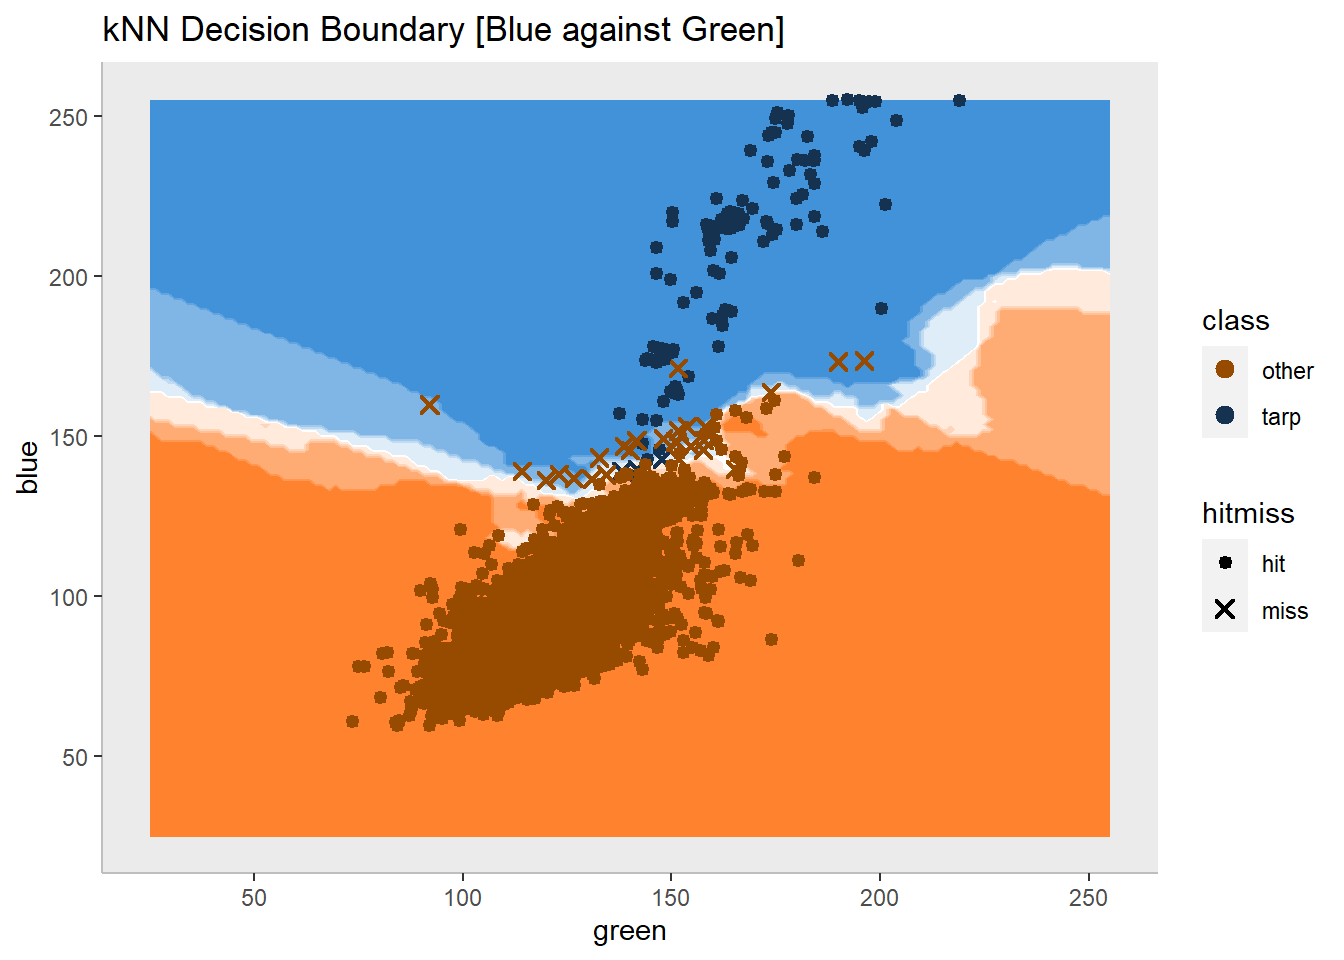 kNN Decision Boundary [Blue against Green]
250
200
150
100
50
blue
50
100
150
200
250
green
class
other
tarp
hitmiss
hit
miss